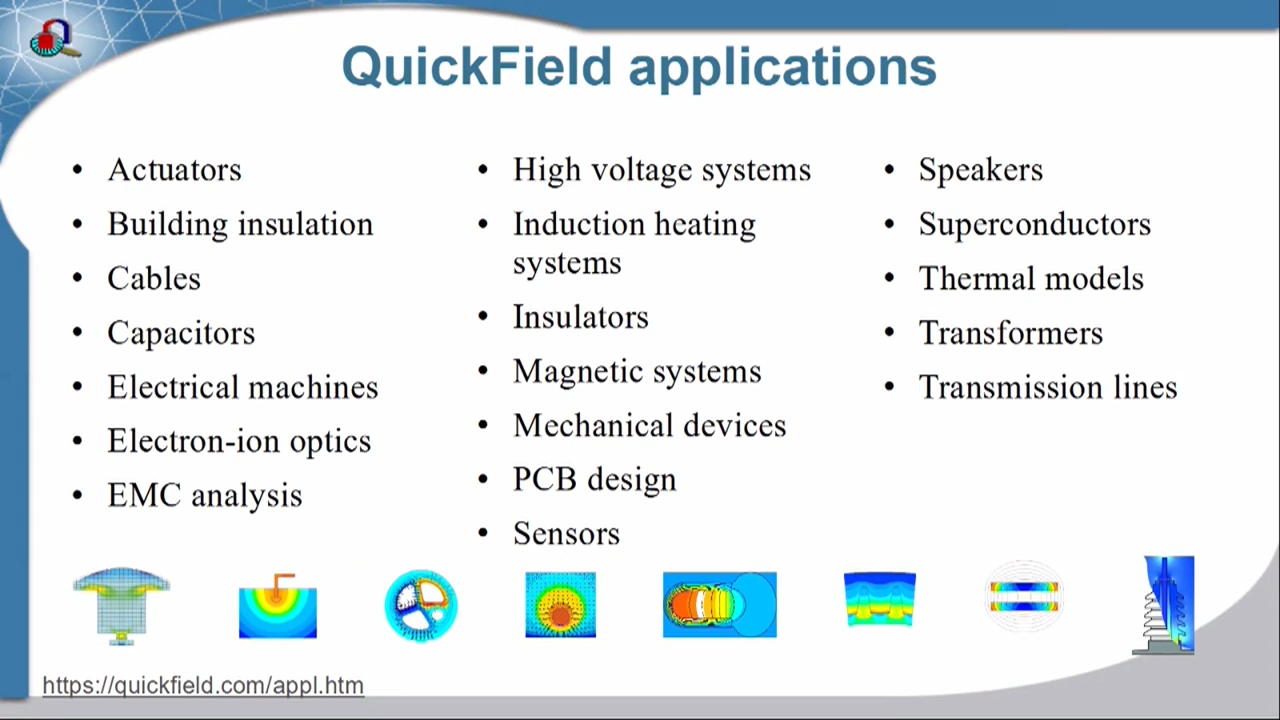 QuickField applications
• Actuators
• Building insulation
• Cables
• Capacitors
• Electrical machines
• Electron-ion optics
• EMC analysis
• High voltage systems
• Induction heating
systems
• Insulators
• Magnetic systems
• Mechanical devices
• PCB design
• Sensors
• Speakers
• Superconductors
• Thermal models
• Transformers
• Transmission lines
https://quickfield.com/appl.htm